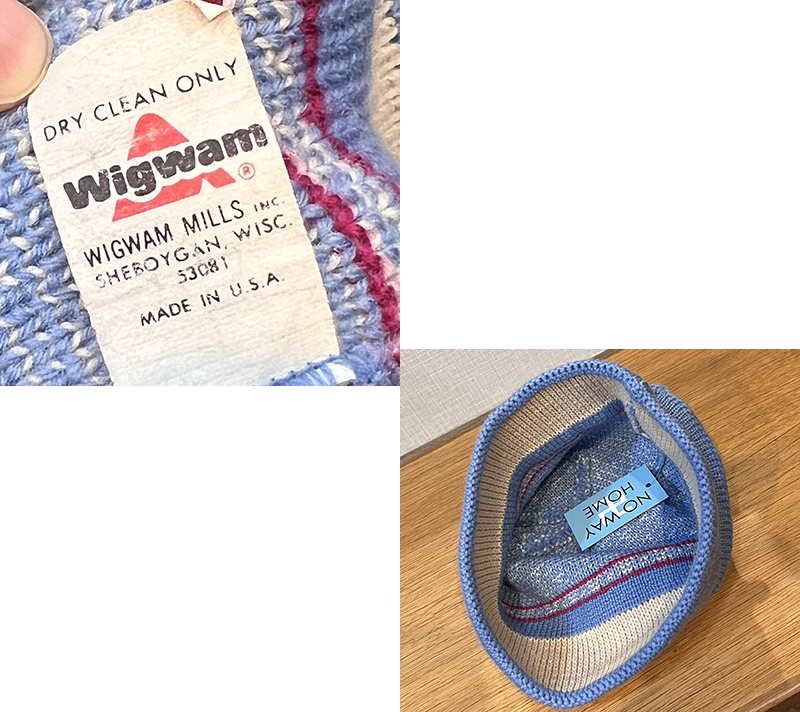 DRY CLEAN ONLY
Wigwam®
WIGWAM MILLS INC.
SHEBOYGAN, WISC.
53081
MADE IN U.S.A.
NO WAY
HOME